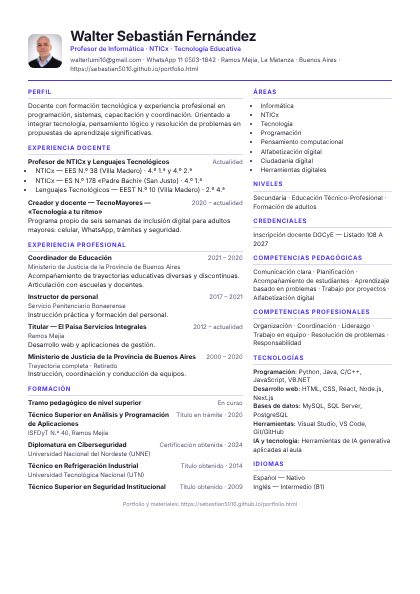 Walter Sebastián Fernández
Profesor de Informática · NTICx · Tecnología Educativa
walterlumi16@gmail.com · WhatsApp 11 0503-1842 · Ramos Mejía, La Matanza · Buenos Aires ·
https://sebastian5016.github.io/portfolio.html
PERFIL
Docente con formación tecnológica y experiencia profesional en
programación, sistemas, capacitación y coordinación. Orientado a
integrar tecnología, pensamiento lógico y resolución de problemas en
propuestas de aprendizaje significativas.
EXPERIENCIA DOCENTE
Profesor de NTICx y Lenguajes Tecnológicos Actualidad
• NTICx — EES N.º 38 (Villa Madero) · 4.º 1.ª y 4.º 2.ª
• NTICx — ES N.º 178 «Padre Bachi» (San Justo) · 4.º 1.ª
• Lenguajes Tecnológicos — EEST N.º 10 (Villa Madero) · 2.º 4.ª
Creador y docente — TecnoMayores — 2020 – actualidad
«Tecnología a tu ritmo»
Programa propio de seis semanas de inclusión digital para adultos
mayores: celular, WhatsApp, trámites y seguridad.
EXPERIENCIA PROFESIONAL
Coordinador de Educación 2021 – 2020
Ministerio de Justicia de la Provincia de Buenos Aires
Acompañamiento de trayectorias educativas diversas y discontinuas.
Articulación con escuelas y docentes.
Instructor de personal 2017 – 2021
Servicio Penitenciario Bonaerense
Instrucción práctica y formación del personal.
Titular — El Paisa Servicios Integrales 2012 – actualidad
Ramos Mejía
Desarrollo web y aplicaciones de gestión.
Ministerio de Justicia de la Provincia de Buenos Aires 2000 – 2026
Trayectoria completa · Retirado
Instrucción, coordinación y conducción de equipos.
FORMACIÓN
Tramo pedagógico de nivel superior En curso
Técnico Superior en Análisis y Programación Título en trámite · 2026
de Aplicaciones
ISFDyT N.º 46, Ramos Mejía
Diplomatura en Ciberseguridad Certificación obtenida · 2024
Universidad Nacional del Nordeste (UNNE)
Técnico en Refrigeración Industrial Título obtenido · 2014
Universidad Tecnológica Nacional (UTN)
Técnico Superior en Seguridad Institucional Título obtenido · 2009
ÁREAS
• Informática
• NTICx
• Tecnología
• Programación
• Pensamiento computacional
• Alfabetización digital
• Ciudadanía digital
• Herramientas digitales
NIVELES
Secundaria · Educación Técnico-Profesional ·
Formación de adultos
CREDENCIALES
Inscripción docente DGCyE — Listado 108 A
2027
COMPETENCIAS PEDAGÓGICAS
Comunicación clara · Planificación ·
Acompañamiento de estudiantes · Aprendizaje
basado en problemas · Trabajo por proyectos ·
Alfabetización digital
COMPETENCIAS PROFESIONALES
Organización · Coordinación · Liderazgo ·
Trabajo en equipo · Resolución de problemas ·
Responsabilidad
TECNOLOGÍAS
Programación: Python, Java, C/C++,
JavaScript, VB.NET
Desarrollo web: HTML, CSS, React, Node.js,
Next.js
Bases de datos: MySQL, SQL Server,
PostgreSQL
Herramientas: Visual Studio, VS Code,
Git/GitHub
IA y tecnología: Herramientas de IA generativa
aplicadas al aula
IDIOMAS
Español — Nativo
Inglés — Intermedio (B1)
Portfolio y materiales: https://sebastian5016.github.io/portfolio.html